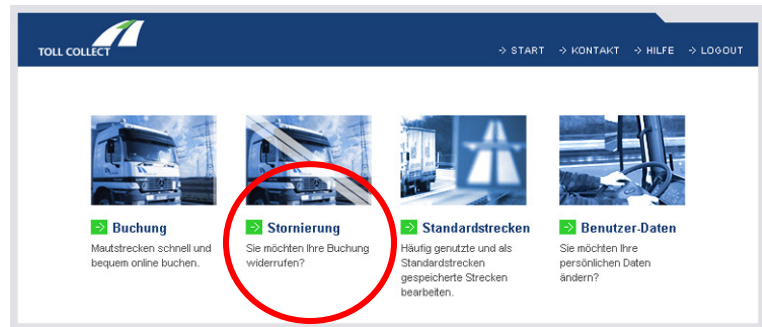 TOLL COLLECT
-> START -> KONTAKT -> HILFE -> LOGOUT
-> Buchung
Mautstrecken schnell und
bequem online buchen.
-> Stornierung
Sie möchten Ihre Buchung
widerrufen?
-> Standardstrecken
Häufig genutzte und als
Standardstrecken
gespeicherte Strecken
bearbeiten.
-> Benutzer-Daten
Sie möchten Ihre
persönlichen Daten
ändern?